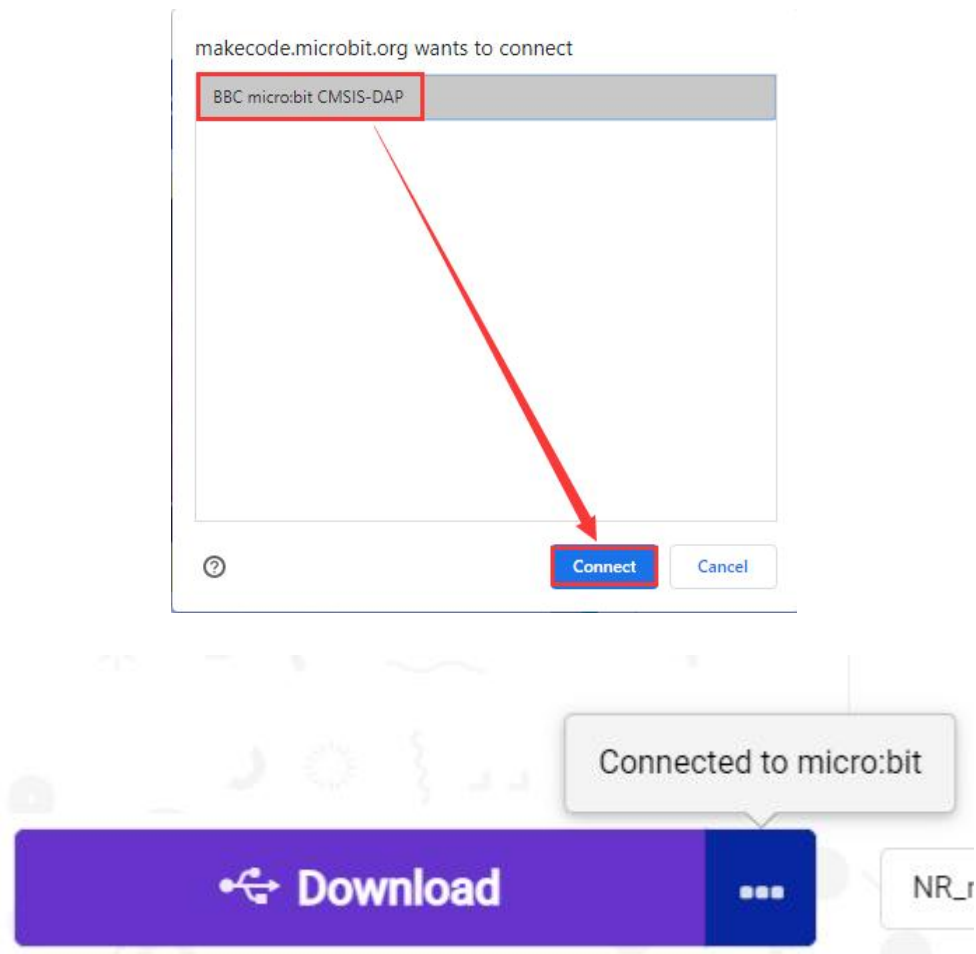 makecode.microbit.org wants to connect
BBC micro:bit CMSIS-DAP
Connect
Cancel
Connected to micro:bit
Download